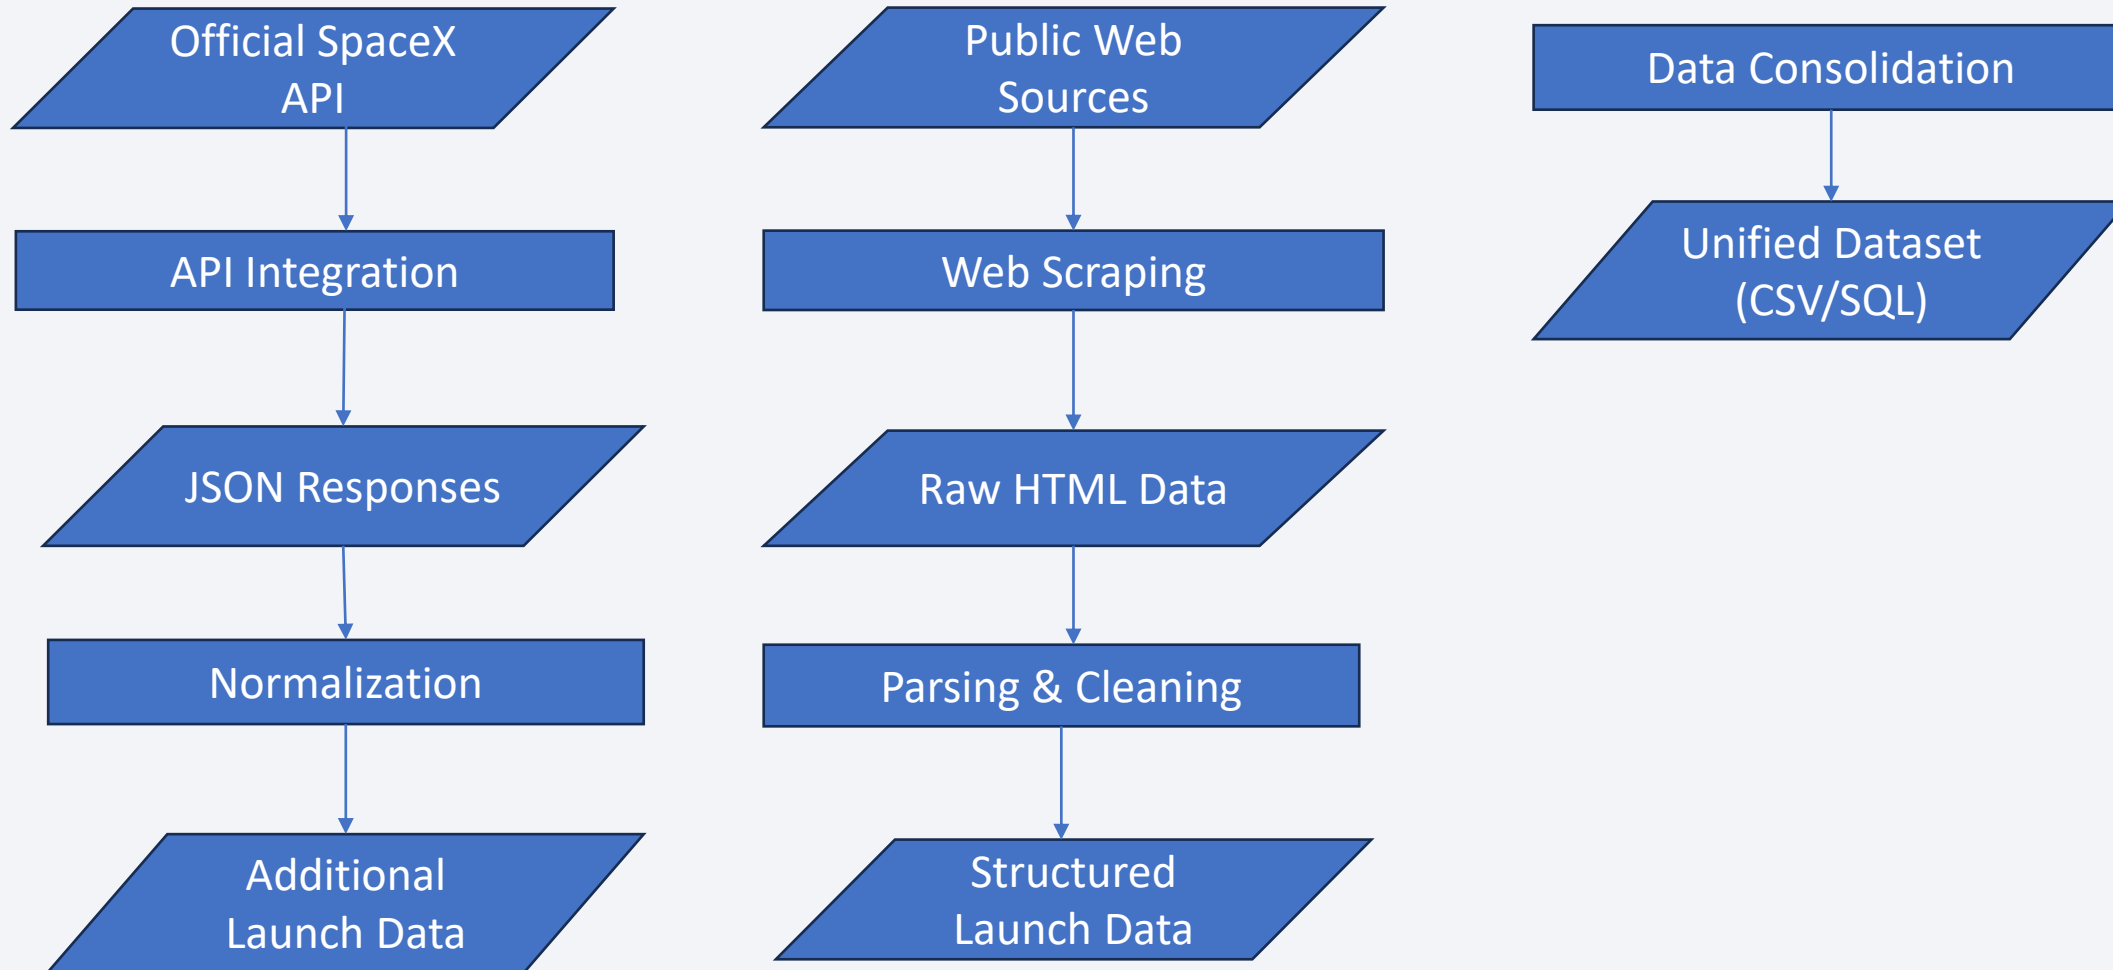 Official SpaceX
API
API Integration
JSON Responses
Normalization
Additional
Launch Data
Public Web
Sources
Web Scraping
Raw HTML Data
Parsing & Cleaning
Structured
Launch Data
Data Consolidation
Unified Dataset
(CSV/SQL)